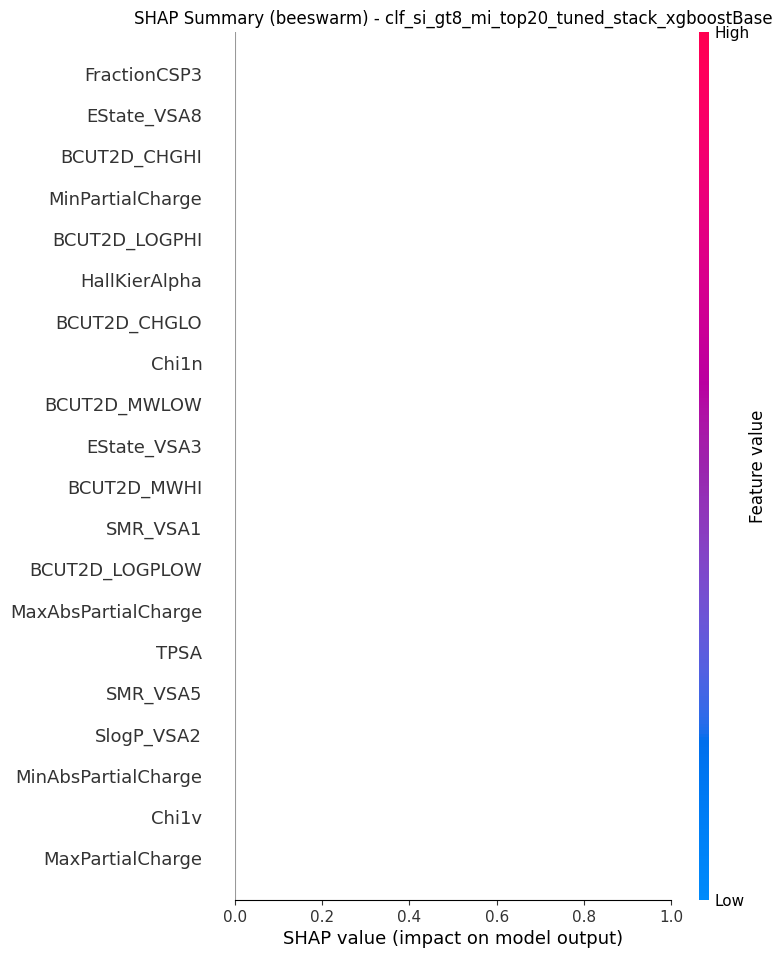 SHAP Summary (beeswarm) - clf_si_gt8_mi_top20_tuned_stack_xgboostBase
High
FractionCSP3
EState_VSA8
BCUT2D_CHGHI
MinPartialCharge
BCUT2D_LOGPHI
HallKierAlpha
BCUT2D_CHGLO
Chi1n
BCUT2D_MWLOW
EState_VSA3
BCUT2D_MWHI
SMR_VSA1
BCUT2D_LOGPLOW
MaxAbsPartialCharge
TPSA
SMR_VSA5
SlogP_VSA2
MinAbsPartialCharge
Chi1v
MaxPartialCharge
Feature value
Low
0.0 0.2 0.4 0.6 0.8 1.0
SHAP value (impact on model output)